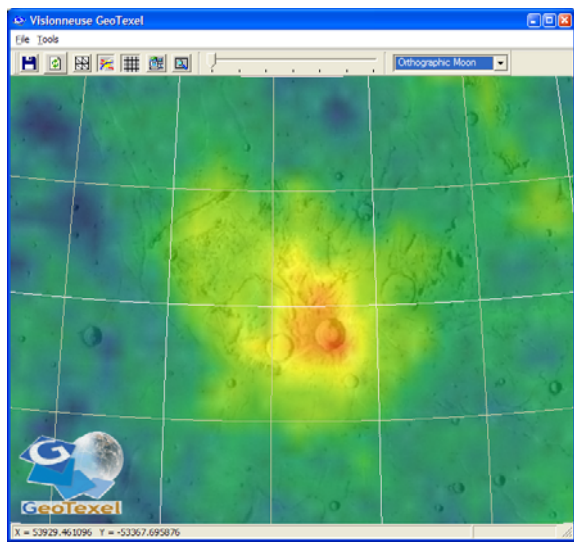 Visionneuse GeoTexel
File Tools
Orthographic Moon
G
GeoTexel
X = 53929.461096 Y = -53367.695876